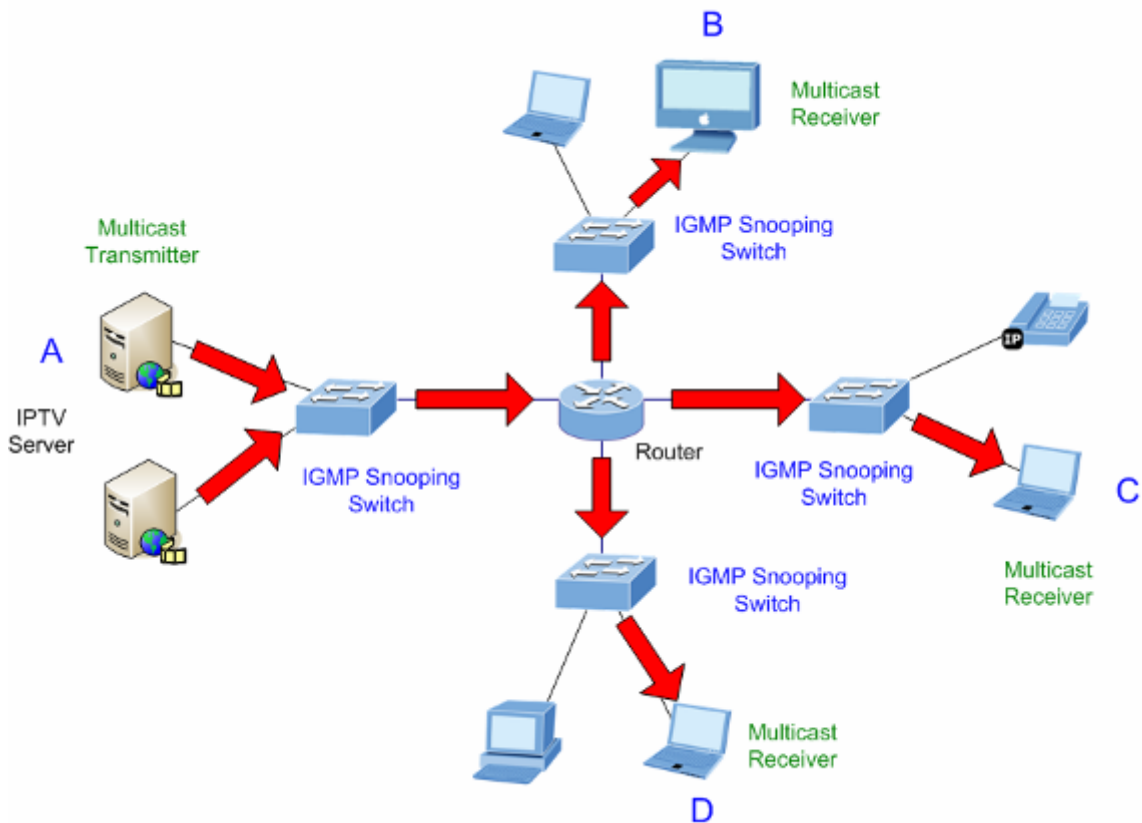 B
Multicast
Receiver
IGMP Snooping
Switch
Multicast
Transmitter
A
IPTV
Server
IGMP Snooping
Switch
Router
IP
IGMP Snooping
Switch
C
Multicast
Receiver
IGMP Snooping
Switch
Multicast
Receiver
D